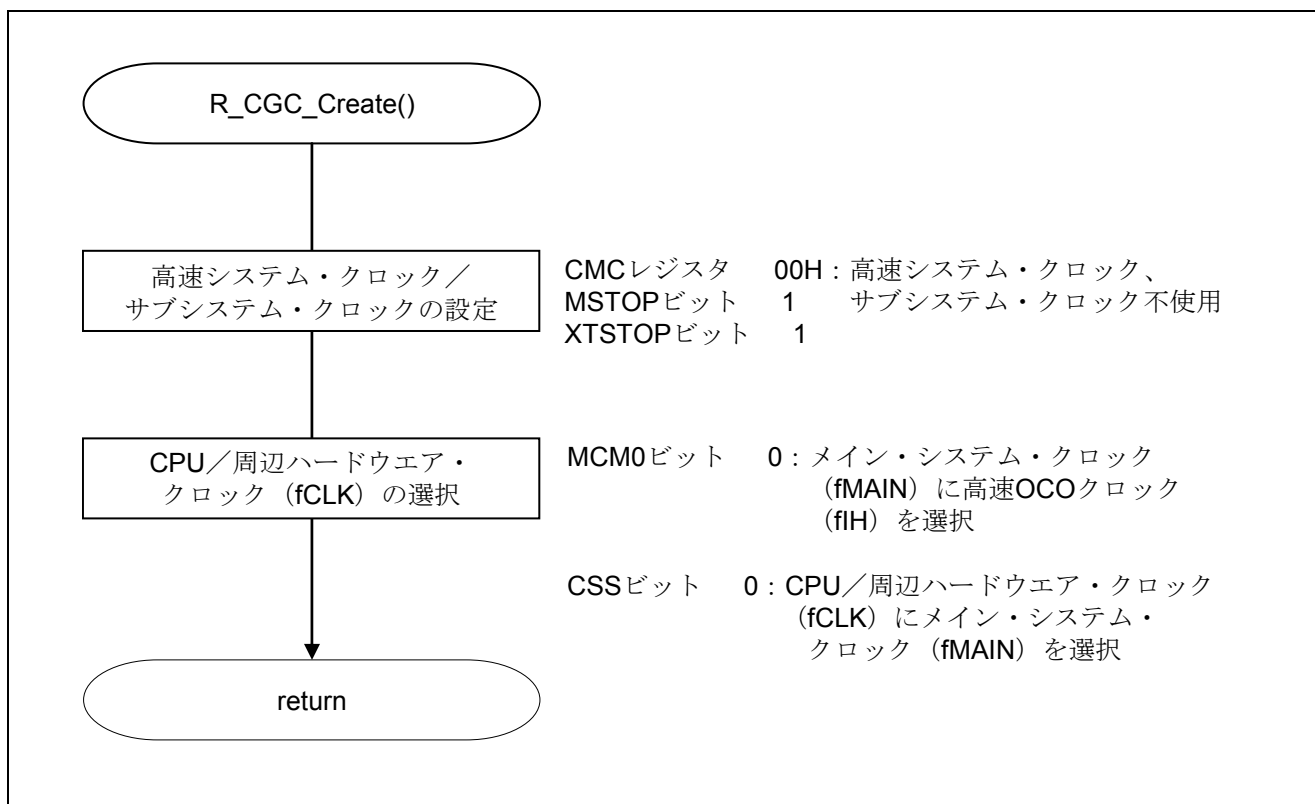 R_CGC_Create()
高速システム・クロック／
サブシステム・クロックの設定
CMCレジスタ 00H：高速システム・クロック、
MSTOPビット 1 サブシステム・クロック不使用
XTSTOPビット 1
CPU／周辺ハードウエア・
クロック（fCLK）の選択
MCM0ビット 0：メイン・システム・クロック
（fMAIN）に高速OCOクロック
（fIH）を選択
CSSビット 0：CPU／周辺ハードウエア・クロック
（fCLK）にメイン・システム・
クロック（fMAIN）を選択
return